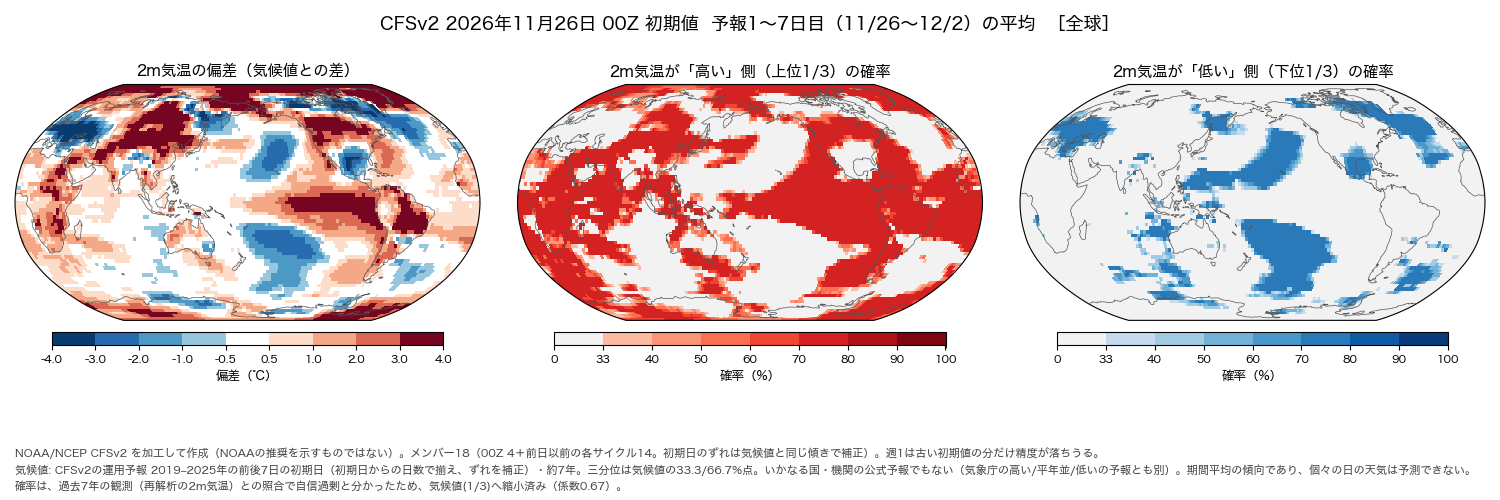 CFSv2 2026年11月26日 00Z 初期値 予報1～7日目（11/26～12/2）の平均 ［全球］
2m気温の偏差（気候値との差）
2m気温が「高い」側（上位1/3）の確率
2m気温が「低い」側（下位1/3）の確率
-4.0 -3.0 -2.0 -1.0 -0.5 0.5 1.0 2.0 3.0 4.0
偏差（℃）
0 33 40 50 60 70 80 90 100
確率（%）
0 33 40 50 60 70 80 90 100
確率（%）
NOAA/NCEP CFSv2 を加工して作成（NOAAの推奨を示すものではない）。メンバー18（00Z 4＋前日以前の各サイクル14。初期日のずれは気候値と同じ傾きで補正）。週1は古い初期値の分だけ精度が落ちうる。
気候値: CFSv2の運用予報 2019–2025年の前後7日の初期日（初期日からの日数で揃え、ずれを補正）・約7年。三分位は気候値の33.3/66.7%点。いかなる国・機関の公式予報でもない（気象庁の高い/平年並/低いの予報とも別）。期間平均の傾向であり、個々の日の天気は予測できない。
確率は、過去7年の観測（再解析の2m気温）との照合で自信過剰と分かったため、気候値(1/3)へ縮小済み（係数0.67）。